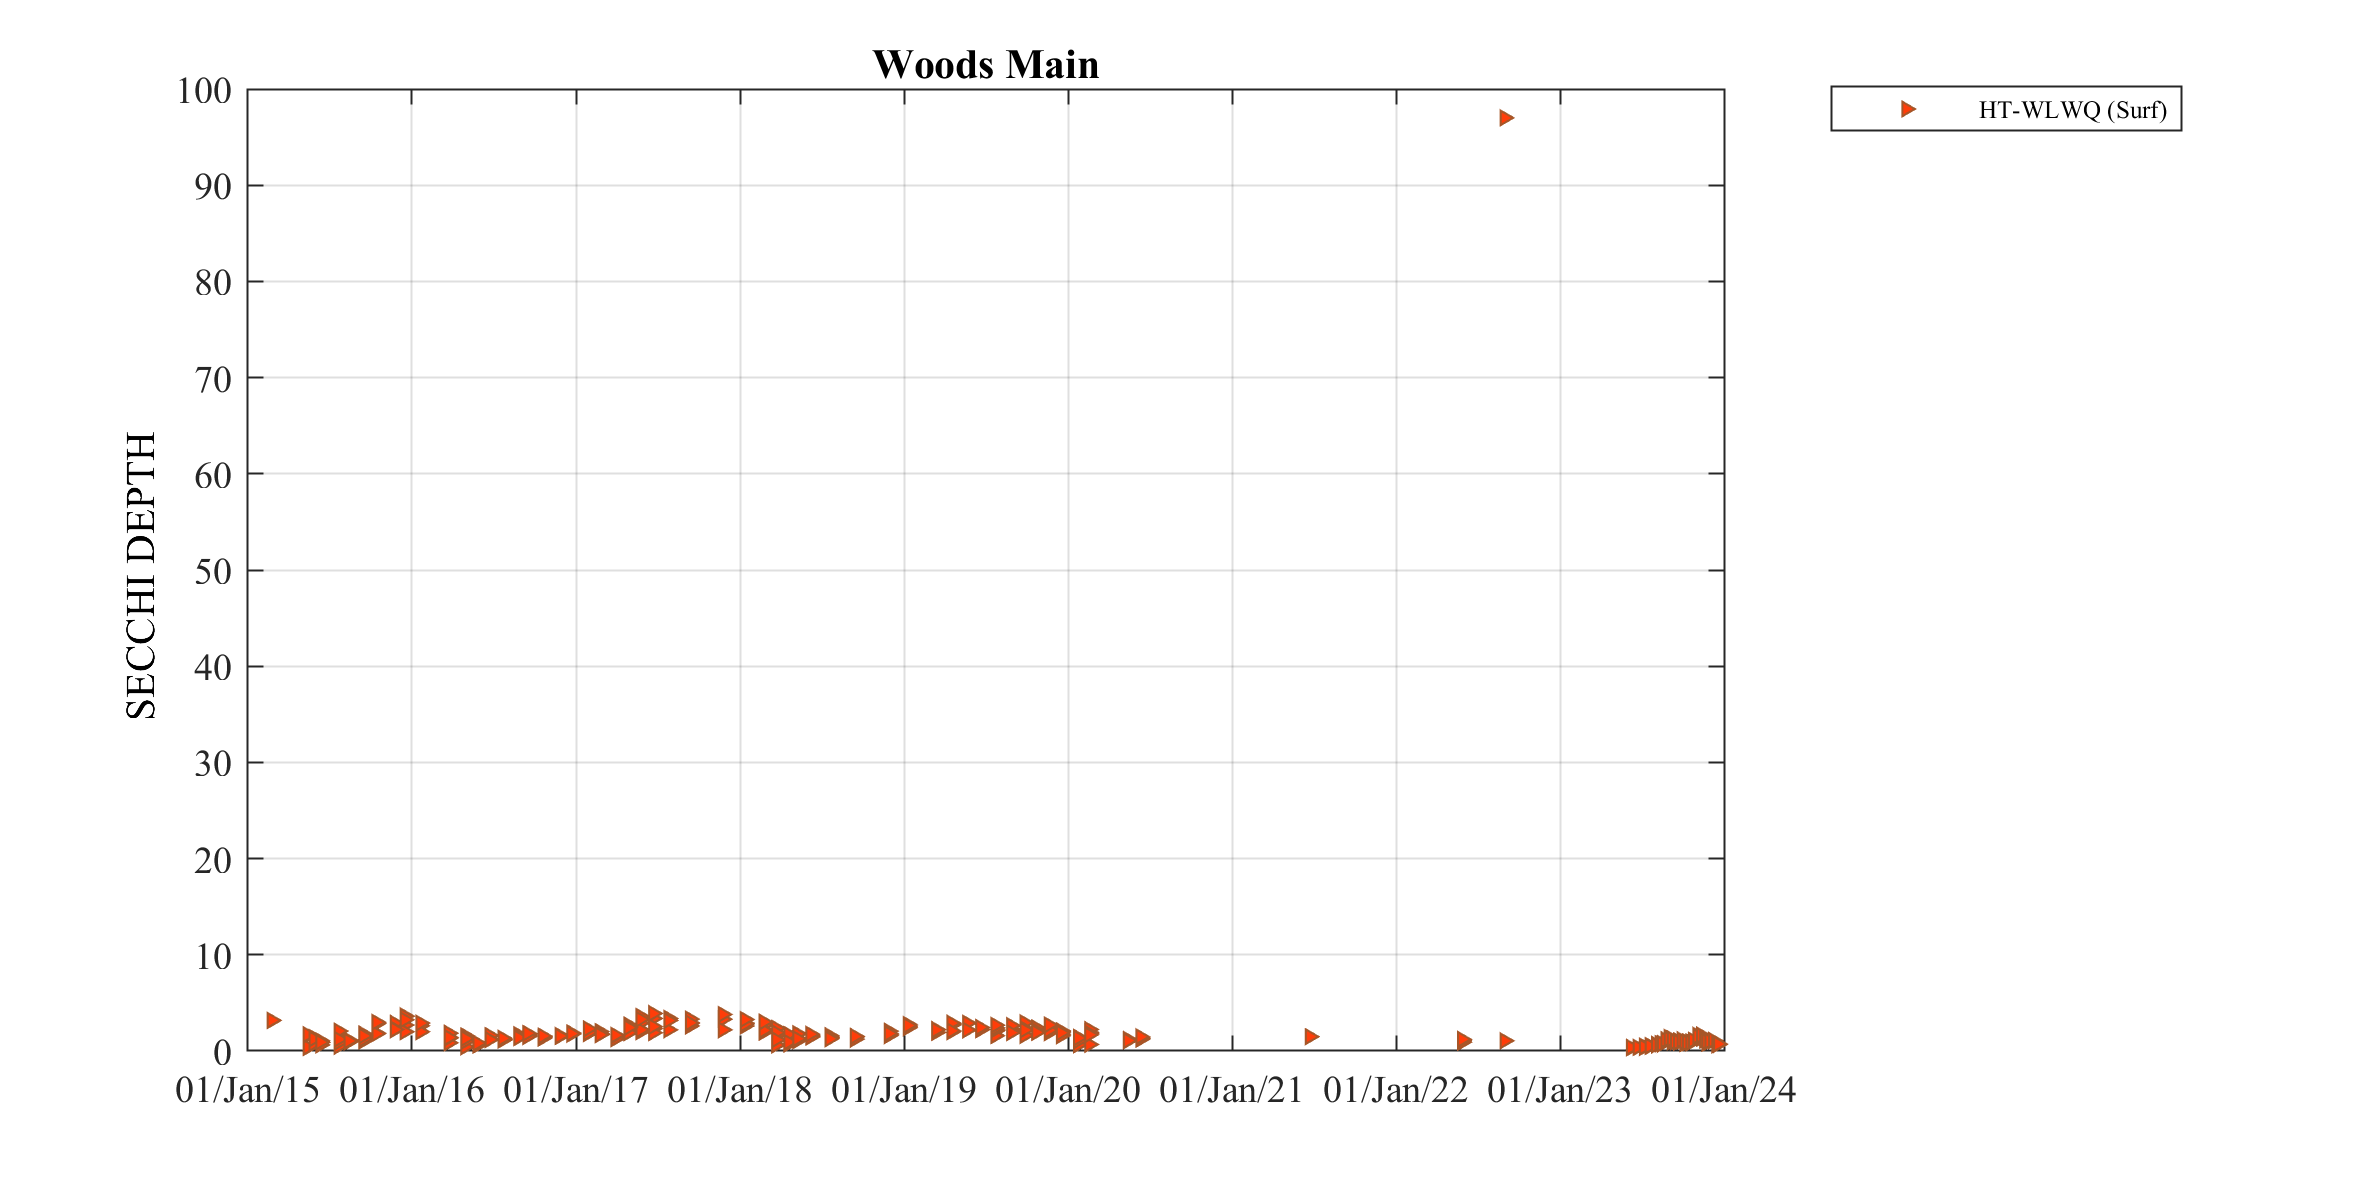 Woods Main
HT-WLWQ (Surf)
SECCHI DEPTH
100
90
80
70
60
50
40
30
20
10
0
01/Jan/15 01/Jan/16 01/Jan/17 01/Jan/18 01/Jan/19 01/Jan/20 01/Jan/21 01/Jan/22 01/Jan/23 01/Jan/24